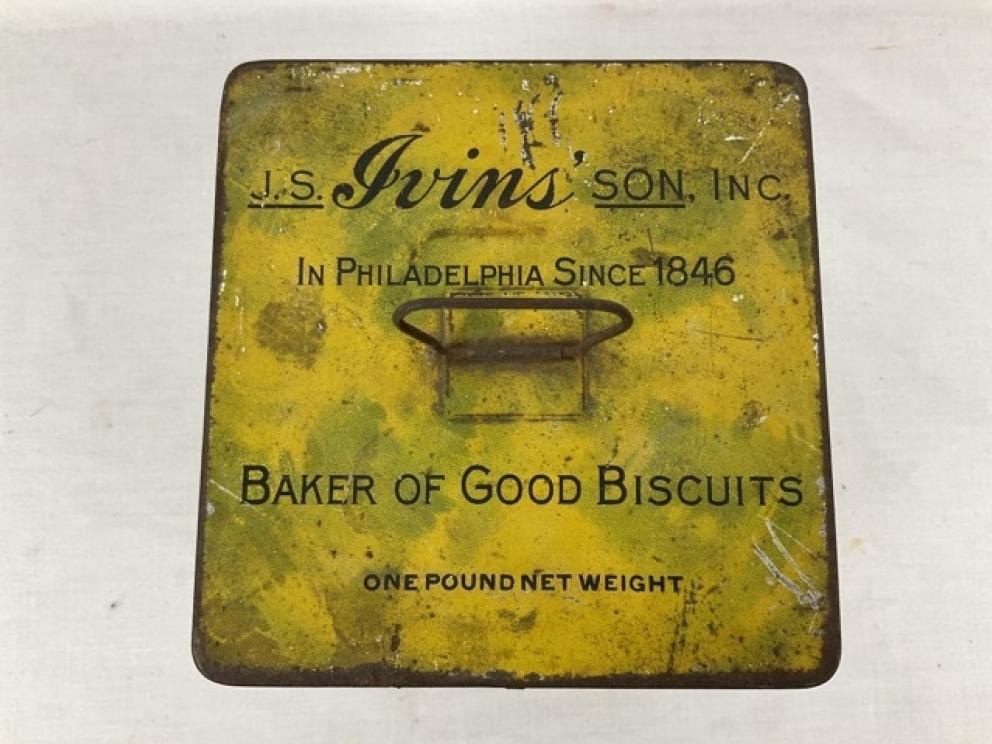 J.S. Ivins' SON, INC.
IN PHILADELPHIA SINCE 1846
BAKER OF GOOD BISCUITS
ONE POUND NET WEIGHT